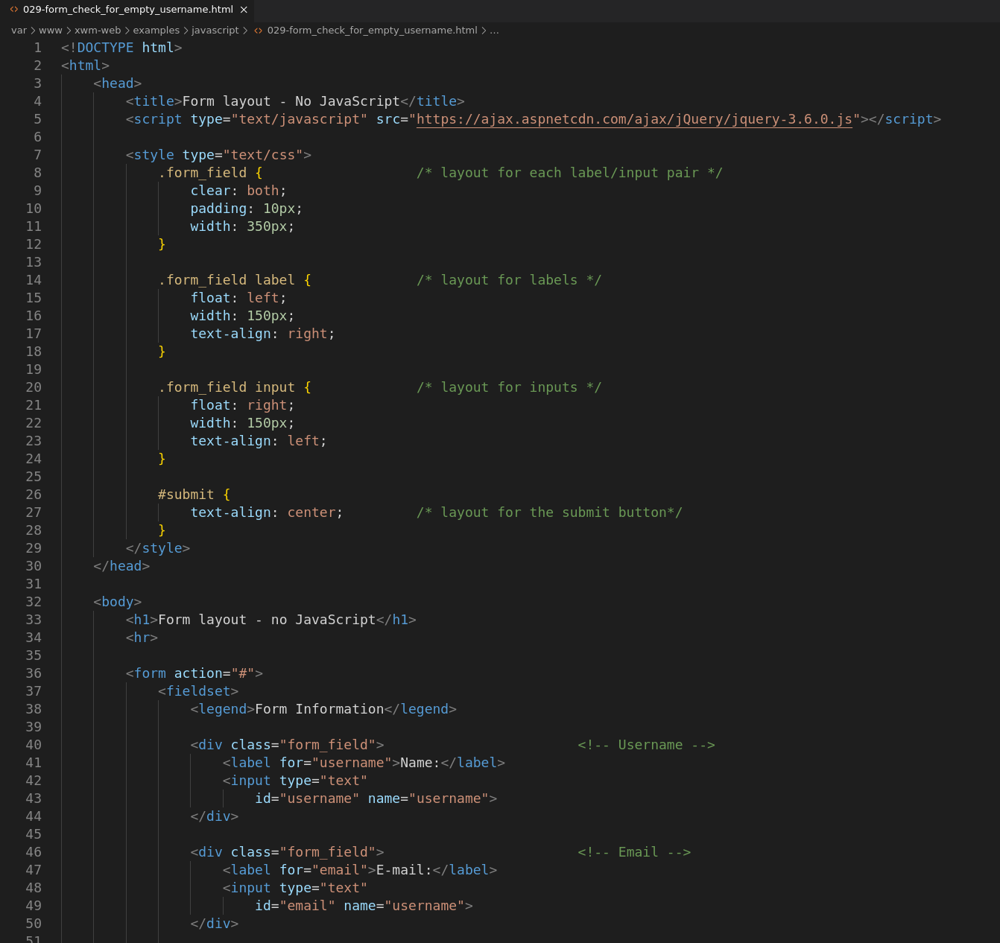 029-form_check_for_empty_username.html
var > www > xwm-web > examples > javascript > 029-form_check_for_empty_username.html > ...
1 <!DOCTYPE html>
2 <html>
3     <head>
4         <title>Form layout - No JavaScript</title>
5         <script type="text/javascript" src="https://ajax.aspnetcdn.com/ajax/jQuery/jquery-3.6.0.js"></script>
6
7         <style type="text/css">
8             .form_field {                   /* layout for each label/input pair */
9                 clear: both;
10                 padding: 10px;
11                 width: 350px;
12             }
13
14             .form_field label {             /* layout for labels */
15                 float: left;
16                 width: 150px;
17                 text-align: right;
18             }
19
20             .form_field input {             /* layout for inputs */
21                 float: right;
22                 width: 150px;
23                 text-align: left;
24             }
25
26             #submit {
27                 text-align: center;         /* layout for the submit button*/
28             }
29         </style>
30     </head>
31
32     <body>
33         <h1>Form layout - no JavaScript</h1>
34         <hr>
35
36         <form action="#">
37             <fieldset>
38                 <legend>Form Information</legend>
39
40                 <div class="form_field">                        <!-- Username -->
41                     <label for="username">Name:</label>
42                     <input type="text"
43                         id="username" name="username">
44                 </div>
45
46                 <div class="form_field">                        <!-- Email -->
47                     <label for="email">E-mail:</label>
48                     <input type="text"
49                         id="email" name="username">
50                 </div>
51